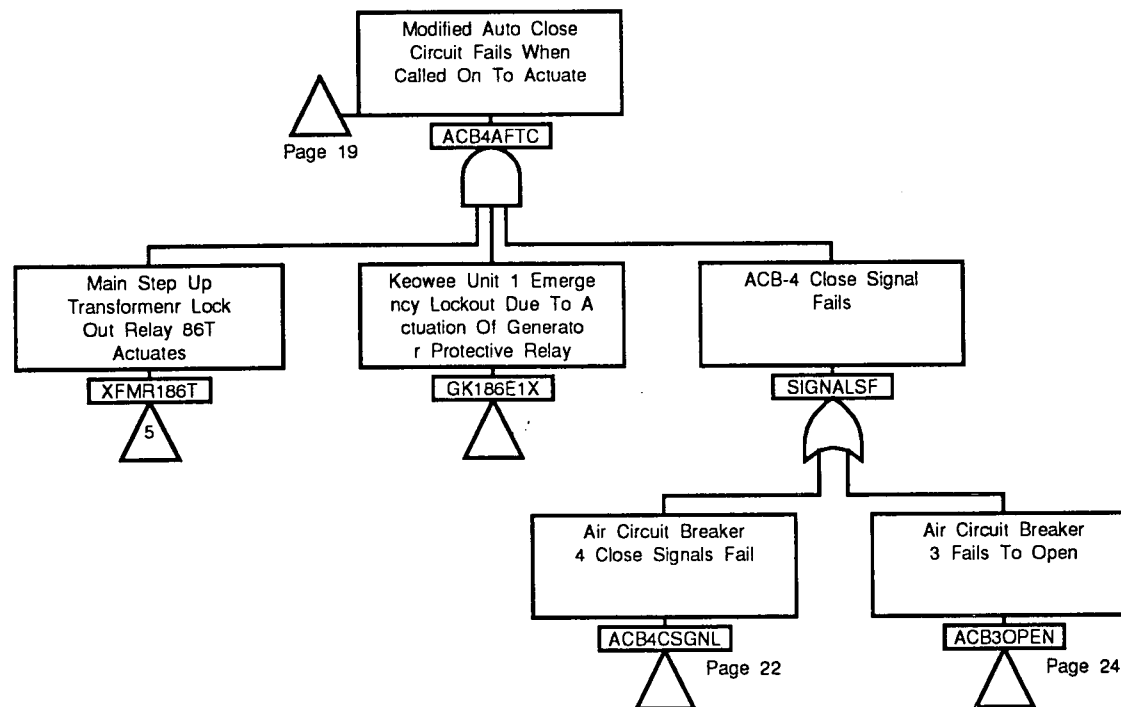 Modified Auto Close
Circuit Fails When
Called On To Actuate
Page 19
ACB4AFTC
Main Step Up
Transformenr Lock
Out Relay 86T
Actuates
XFMR186T
5
Keowee Unit 1 Emerge
ncy Lockout Due To A
ctuation Of Generato
r Protective Relay
GK186E1X
ACB-4 Close Signal
Fails
SIGNALSF
Air Circuit Breaker
4 Close Signals Fail
ACB4CSGNL
Page 22
Air Circuit Breaker
3 Fails To Open
ACB3OPEN
Page 24